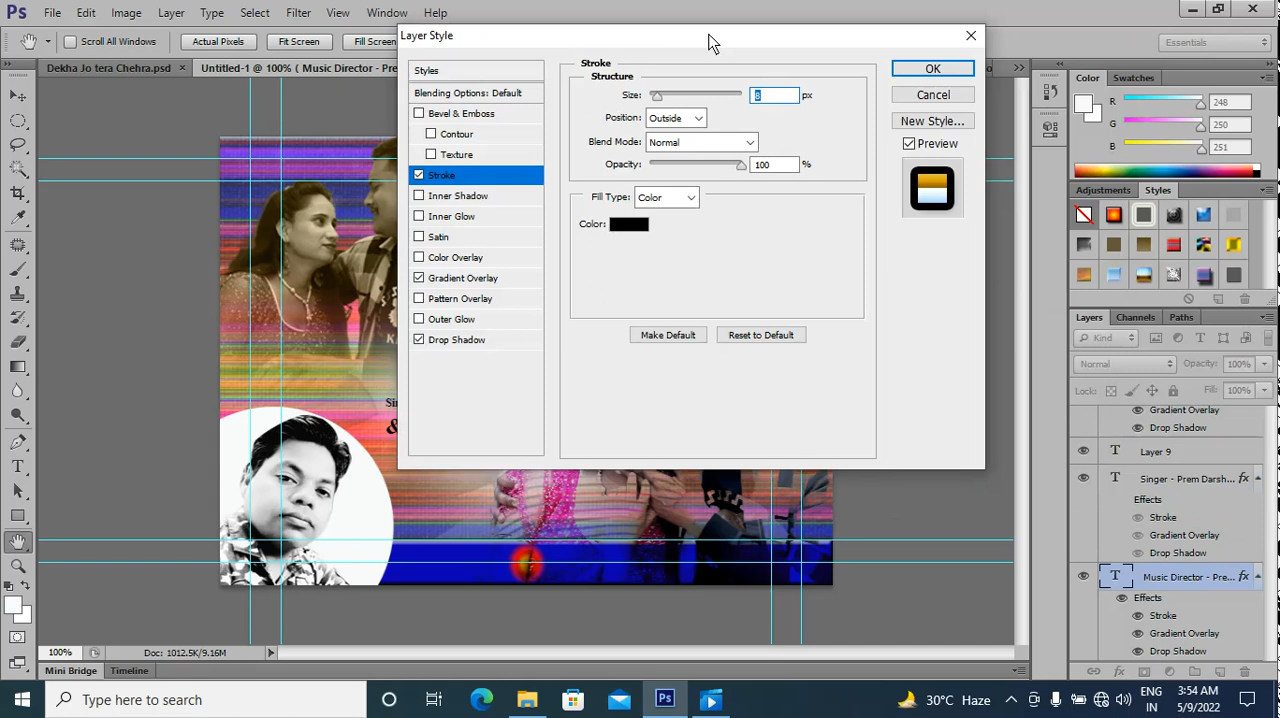 Ps File Edit Image Layer Type Select Filter View Window Help
Scroll All Windows Actual Pixels Fit Screen Fill Screen Essentials
Layer Style
Dekha Jo tera Chehra.psd × Untitled-1 @ 100% ( Music Director - Pre
Styles
Blending Options: Default
Bevel & Emboss
Contour
Texture
Stroke
Inner Shadow
Inner Glow
Satin
Color Overlay
Gradient Overlay
Pattern Overlay
Outer Glow
Drop Shadow
Stroke
Structure
Size: 8 px
Position: Outside
Blend Mode: Normal
Opacity: 100 %
Fill Type: Color
Color:
Make Default Reset to Default
OK
Cancel
New Style...
Preview
Color Swatches
R 248
G 250
B 251
Adjustments Styles
Layers Channels Paths
Kind
Normal Opacity: 100%
Lock: Fill: 100%
Gradient Overlay
Drop Shadow
T Layer 9
T Singer - Prem Darsh... fx
Effects
Stroke
Gradient Overlay
Drop Shadow
T Music Director - Pre... fx
Effects
Stroke
Gradient Overlay
Drop Shadow
Sin
&
100% Doc: 1012.5K/9.16M
Mini Bridge Timeline
Type here to search
Ps
30°C Haze
ENG
IN
3:54 AM
5/9/2022